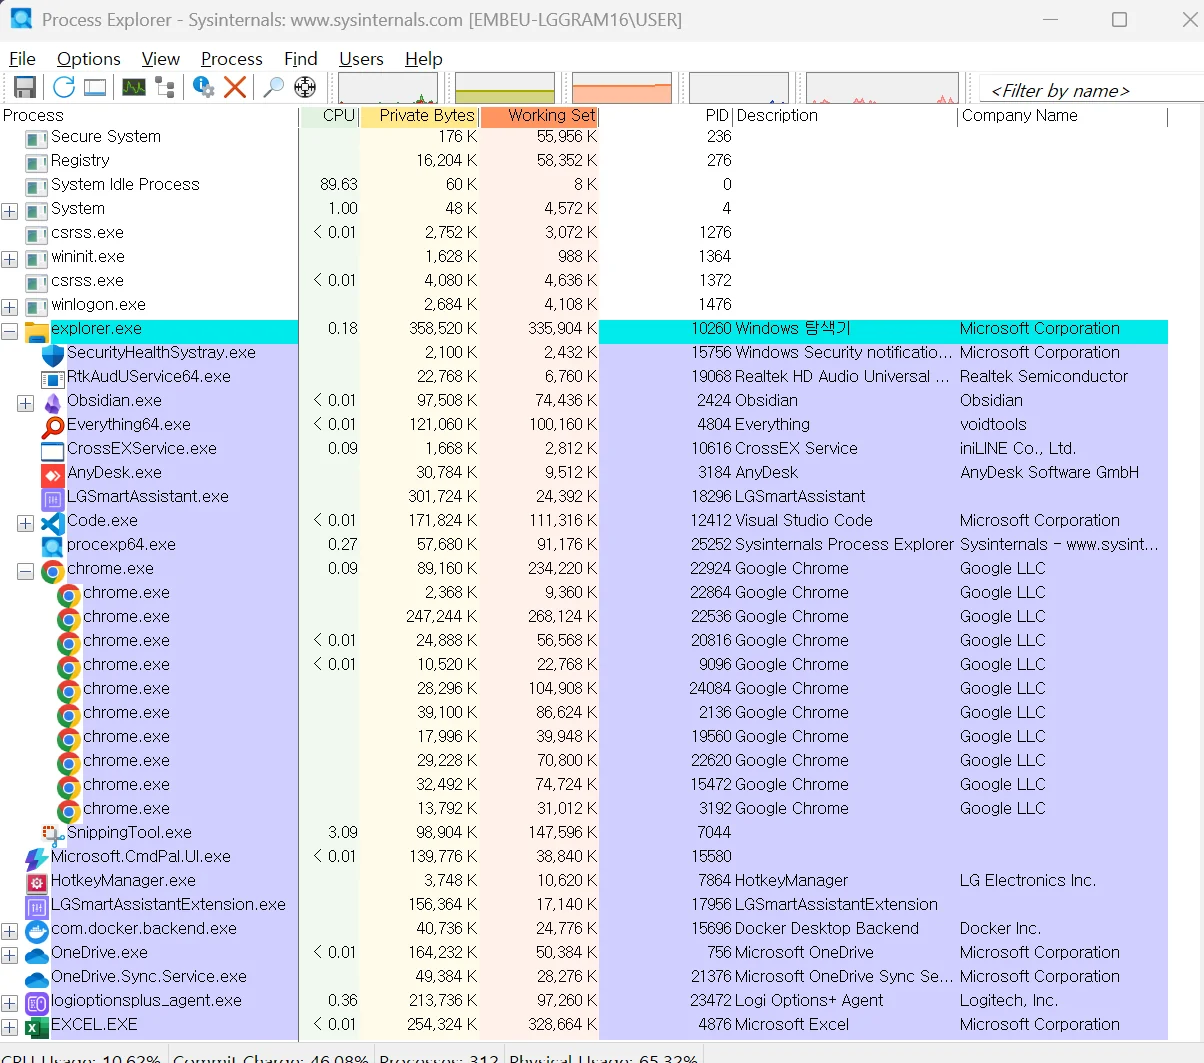 Process Explorer - Sysinternals: www.sysinternals.com [EMBEU-LGGRAM16\USER]
File Options View Process Find Users Help
<Filter by name>
Process CPU Private Bytes Working Set PID Description Company Name
Secure System 176 K 55,956 K 236
Registry 16,204 K 58,352 K 276
System Idle Process 89.63 60 K 8 K 0
System 1.00 48 K 4,572 K 4
csrss.exe < 0.01 2,752 K 3,072 K 1276
wininit.exe 1,628 K 988 K 1364
csrss.exe < 0.01 4,080 K 4,636 K 1372
winlogon.exe 2,684 K 4,108 K 1476
explorer.exe 0.18 358,520 K 335,904 K 10260 Windows 탐색기 Microsoft Corporation
SecurityHealthSystray.exe 2,100 K 2,432 K 15756 Windows Security notificatio... Microsoft Corporation
RtkAudUService64.exe 22,768 K 6,760 K 19068 Realtek HD Audio Universal ... Realtek Semiconductor
Obsidian.exe < 0.01 97,508 K 74,436 K 2424 Obsidian Obsidian
Everything64.exe < 0.01 121,060 K 100,160 K 4804 Everything voidtools
CrossEXService.exe 0.09 1,668 K 2,812 K 10616 CrossEX Service iniLINE Co., Ltd.
AnyDesk.exe 30,784 K 9,512 K 3184 AnyDesk AnyDesk Software GmbH
LGSmartAssistant.exe 301,724 K 24,392 K 18296 LGSmartAssistant
Code.exe < 0.01 171,824 K 111,316 K 12412 Visual Studio Code Microsoft Corporation
procexp64.exe 0.27 57,680 K 91,176 K 25252 Sysinternals Process Explorer Sysinternals - www.sysint...
chrome.exe 0.09 89,160 K 234,220 K 22924 Google Chrome Google LLC
chrome.exe 2,368 K 9,360 K 22864 Google Chrome Google LLC
chrome.exe 247,244 K 268,124 K 22536 Google Chrome Google LLC
chrome.exe < 0.01 24,888 K 56,568 K 20816 Google Chrome Google LLC
chrome.exe < 0.01 10,520 K 22,768 K 9096 Google Chrome Google LLC
chrome.exe 28,296 K 104,908 K 24084 Google Chrome Google LLC
chrome.exe 39,100 K 86,624 K 2136 Google Chrome Google LLC
chrome.exe 17,996 K 39,948 K 19560 Google Chrome Google LLC
chrome.exe 29,228 K 70,800 K 22620 Google Chrome Google LLC
chrome.exe 32,492 K 74,724 K 15472 Google Chrome Google LLC
chrome.exe 13,792 K 31,012 K 3192 Google Chrome Google LLC
SnippingTool.exe 3.09 98,904 K 147,596 K 7044
Microsoft.CmdPal.UI.exe < 0.01 139,776 K 38,840 K 15580
HotkeyManager.exe 3,748 K 10,620 K 7864 HotkeyManager LG Electronics Inc.
LGSmartAssistantExtension.exe 156,364 K 17,140 K 17956 LGSmartAssistantExtension
com.docker.backend.exe 40,736 K 24,776 K 15696 Docker Desktop Backend Docker Inc.
OneDrive.exe < 0.01 164,232 K 50,384 K 756 Microsoft OneDrive Microsoft Corporation
OneDrive.Sync.Service.exe 49,384 K 28,276 K 21376 Microsoft OneDrive Sync Se... Microsoft Corporation
logioptionsplus_agent.exe 0.36 213,736 K 97,260 K 23472 Logi Options+ Agent Logitech, Inc.
EXCEL.EXE < 0.01 254,324 K 328,664 K 4876 Microsoft Excel Microsoft Corporation
CPU Usage: 10.62% Commit Charge: 46.08% Processes: 312 Physical Usage: 65.32%